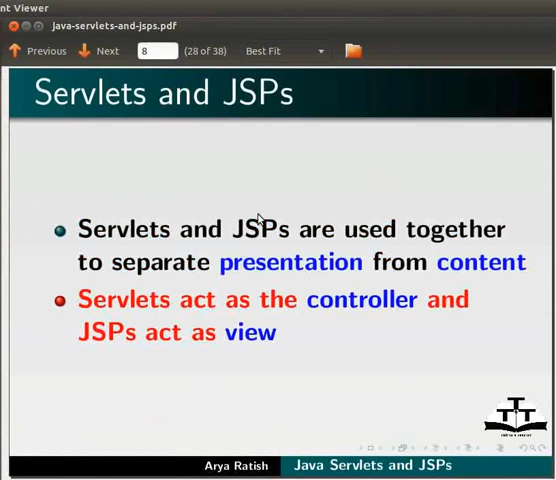 nt Viewer
java-servlets-and-jsps.pdf
Previous Next 8 (28 of 38) Best Fit
Servlets and JSPs
Servlets and JSPs are used together
to separate presentation from content
Servlets act as the controller and
JSPs act as view
Arya Ratish Java Servlets and JSPs